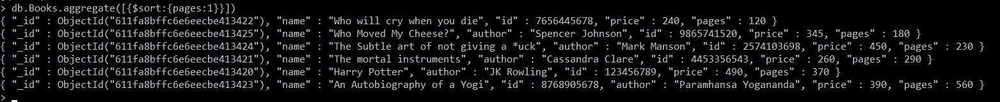 > db.Books.aggregate([{$sort:{pages:1}}])
{ "_id" : ObjectId("611fa8bffc6e6eecbe413422"), "name" : "Who will cry when you die", "id" : 7656445678, "price" : 240, "pages" : 120 }
{ "_id" : ObjectId("611fa8bffc6e6eecbe413425"), "name" : "Who Moved My Cheese?", "author" : "Spencer Johnson", "id" : 9865741520, "price" : 345, "pages" : 180 }
{ "_id" : ObjectId("611fa8bffc6e6eecbe413424"), "name" : "The Subtle art of not giving a *uck", "author" : "Mark Manson", "id" : 2574103698, "price" : 450, "pages" : 230 }
{ "_id" : ObjectId("611fa8bffc6e6eecbe413421"), "name" : "The mortal instruments", "author" : "Cassandra Clare", "id" : 4453356543, "price" : 260, "pages" : 290 }
{ "_id" : ObjectId("611fa8bffc6e6eecbe413420"), "name" : "Harry Potter", "author" : "JK Rowling", "id" : 123456789, "price" : 490, "pages" : 370 }
{ "_id" : ObjectId("611fa8bffc6e6eecbe413423"), "name" : "An Autobiography of a Yogi", "id" : 8768905678, "author" : "Paramhansa Yogananda", "price" : 390, "pages" : 560 }
>